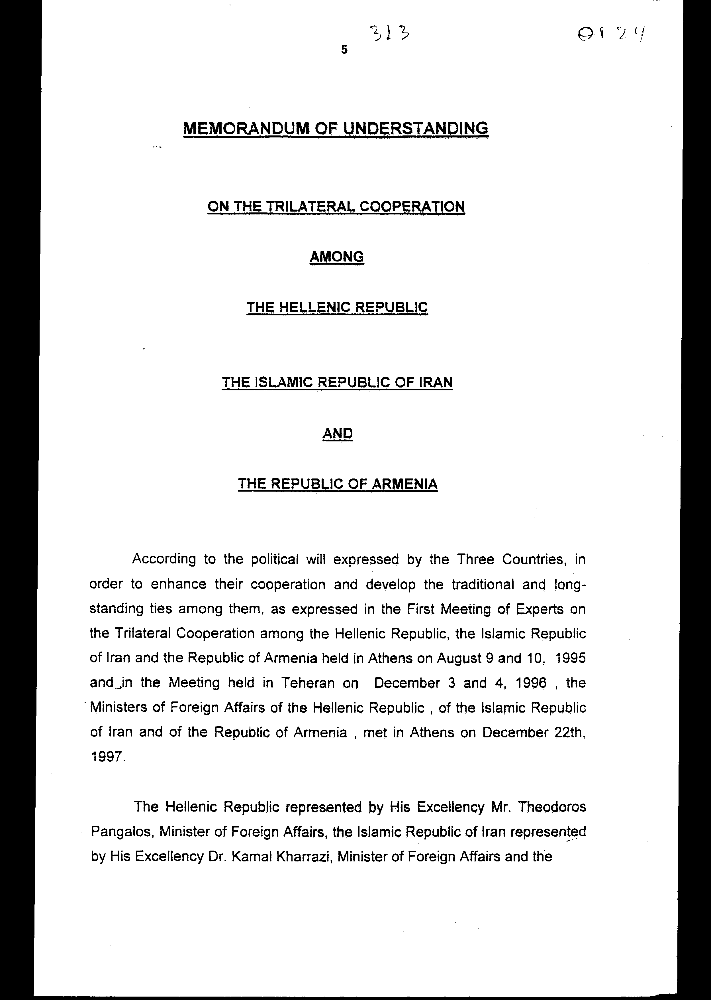 313
5
MEMORANDUM OF UNDERSTANDING
ON THE TRILATERAL COOPERATION
AMONG
THE HELLENIC REPUBLIC
THE ISLAMIC REPUBLIC OF IRAN
AND
THE REPUBLIC OF ARMENIA
According to the political will expressed by the Three Countries, in
order to enhance their cooperation and develop the traditional and long-
standing ties among them, as expressed in the First Meeting of Experts on
the Trilateral Cooperation among the Hellenic Republic, the Islamic Republic
of Iran and the Republic of Armenia held in Athens on August 9 and 10, 1995
and in the Meeting held in Teheran on December 3 and 4, 1996 , the
Ministers of Foreign Affairs of the Hellenic Republic , of the Islamic Republic
of Iran and of the Republic of Armenia , met in Athens on December 22th,
1997.
The Hellenic Republic represented by His Excellency Mr. Theodoros
Pangalos, Minister of Foreign Affairs, the Islamic Republic of Iran represented
by His Excellency Dr. Kamal Kharrazi, Minister of Foreign Affairs and the